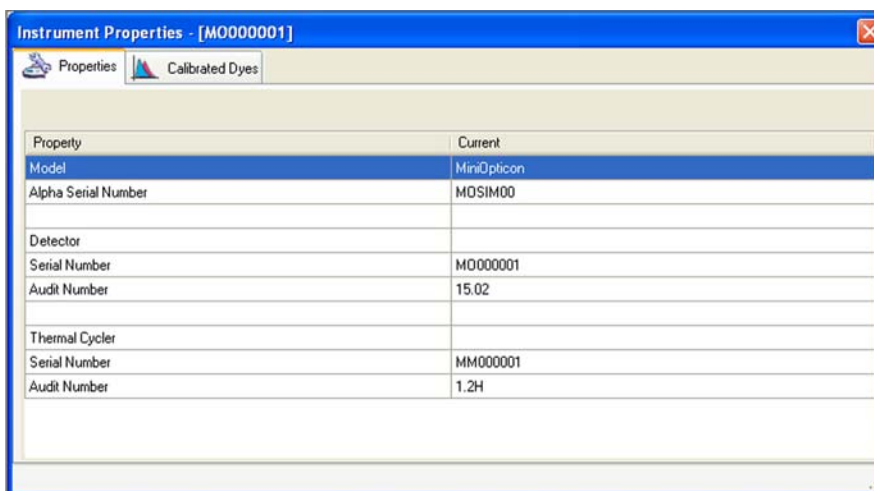 Instrument Properties - [MO000001]
Properties Calibrated Dyes
Property Current
Model MiniOpticon
Alpha Serial Number MOSIM00
Detector
Serial Number MO000001
Audit Number 15.02
Thermal Cycler
Serial Number MM000001
Audit Number 1.2H